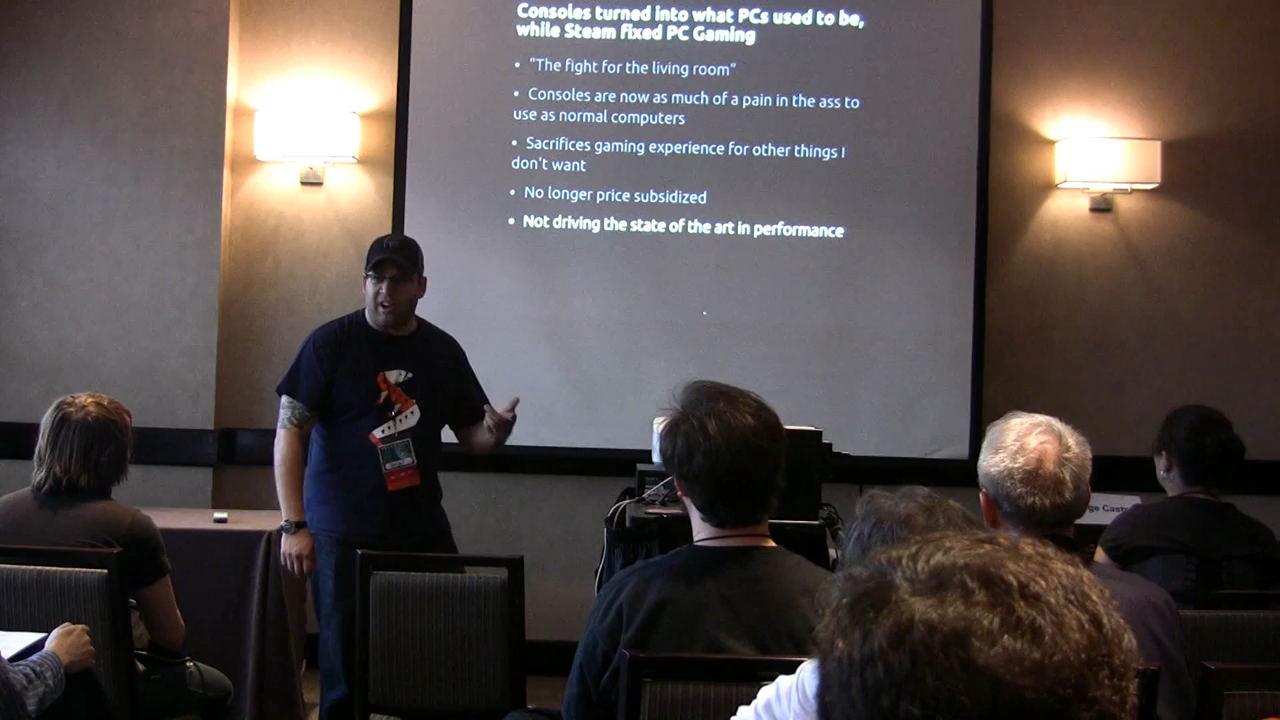 Consoles turned into what PCs used to be,
while Steam fixed PC Gaming
• "The fight for the living room"
• Consoles are now as much of a pain in the ass to
use as normal computers
• Sacrifices gaming experience for other things I
don't want
• No longer price subsidized
• Not driving the state of the art in performance